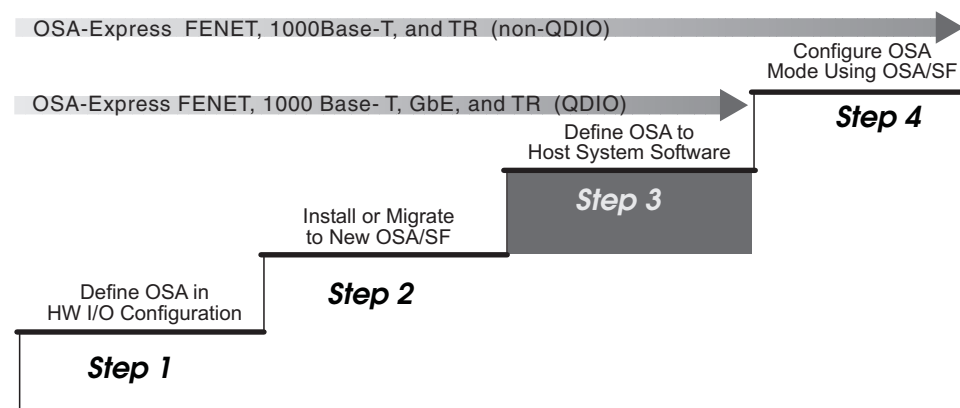 OSA-Express FENET, 1000Base-T, and TR (non-QDIO)
Configure OSA
Mode Using OSA/SF
OSA-Express FENET, 1000 Base- T, GbE, and TR (QDIO)
Step 4
Define OSA to
Host System Software
Step 3
Install or Migrate
to New OSA/SF
Step 2
Define OSA in
HW I/O Configuration
Step 1